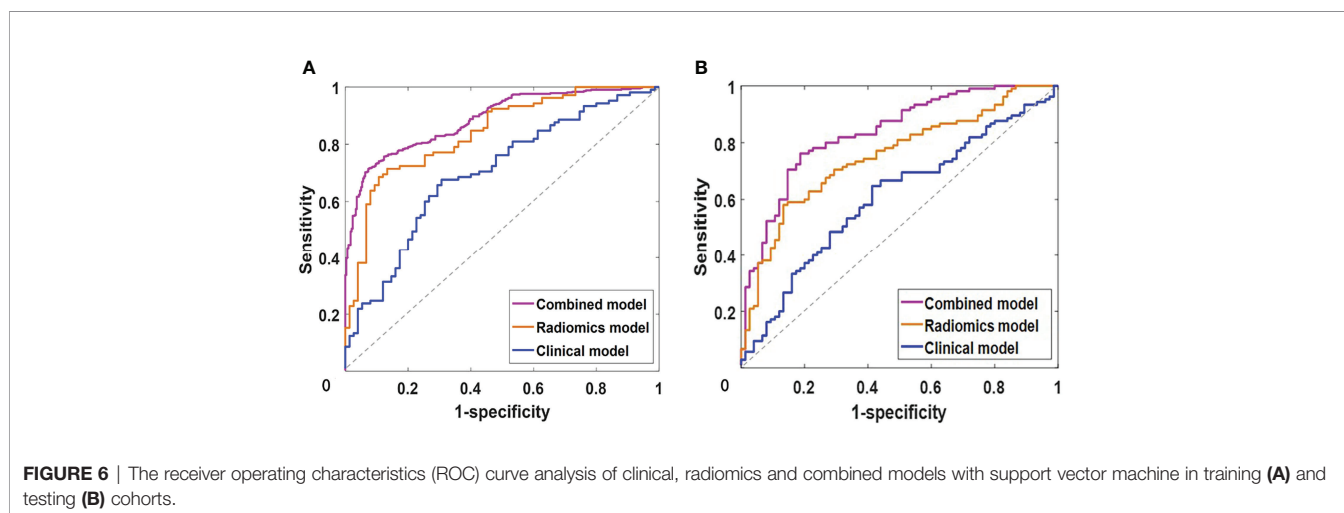 A
Sensitivity
1
0.8
0.6
0.4
0.2
0
0.2
0.4
0.6
0.8
1
1-specificity
Combined model
Radiomics model
Clinical model
B
Sensitivity
1
0.8
0.6
0.4
0.2
0
0.2
0.4
0.6
0.8
1
1-specificity
Combined model
Radiomics model
Clinical model
FIGURE 6 | The receiver operating characteristics (ROC) curve analysis of clinical, radiomics and combined models with support vector machine in training (A) and
testing (B) cohorts.